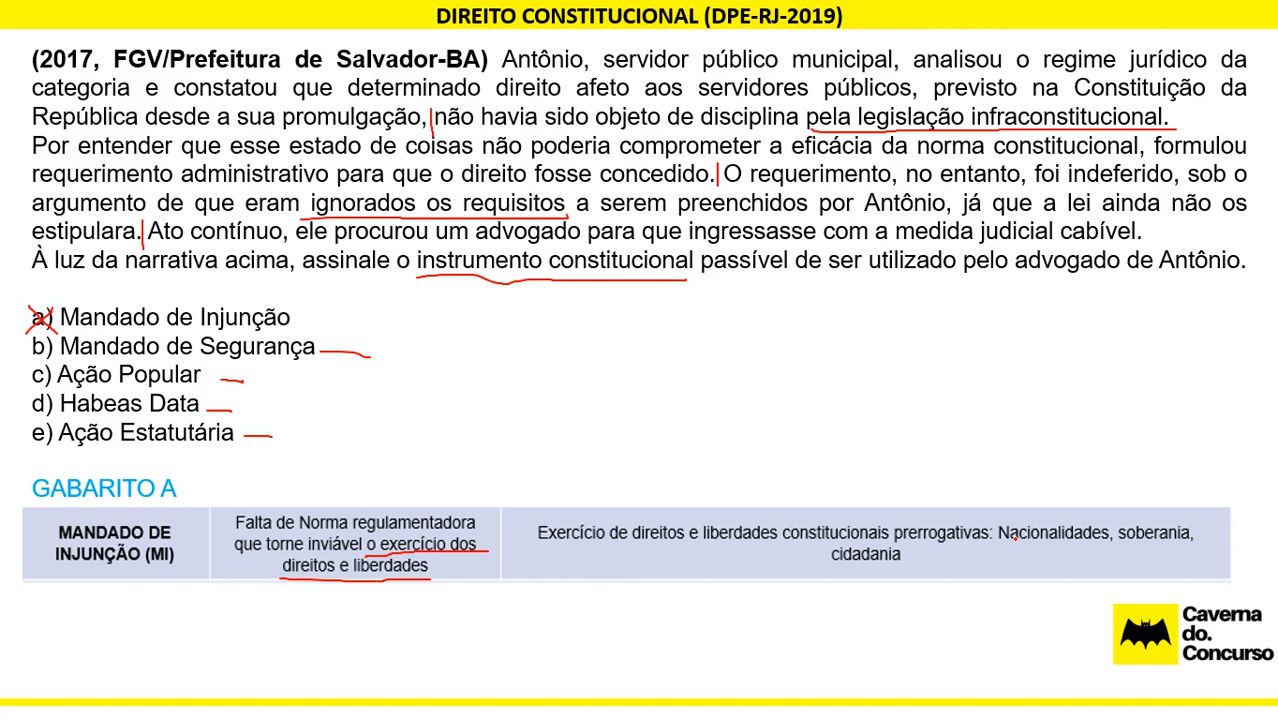 DIREITO CONSTITUCIONAL (DPE-RJ-2019)
(2017, FGV/Prefeitura de Salvador-BA) Antônio, servidor público municipal, analisou o regime jurídico da
categoria e constatou que determinado direito afeto aos servidores públicos, previsto na Constituição da
República desde a sua promulgação, não havia sido objeto de disciplina pela legislação infraconstitucional.
Por entender que esse estado de coisas não poderia comprometer a eficácia da norma constitucional, formulou
requerimento administrativo para que o direito fosse concedido. O requerimento, no entanto, foi indeferido, sob o
argumento de que eram ignorados os requisitos a serem preenchidos por Antônio, já que a lei ainda não os
estipulara. Ato contínuo, ele procurou um advogado para que ingressasse com a medida judicial cabível.
À luz da narrativa acima, assinale o instrumento constitucional passível de ser utilizado pelo advogado de Antônio.
a) Mandado de Injunção
b) Mandado de Segurança
c) Ação Popular
d) Habeas Data
e) Ação Estatutária
GABARITO A
MANDADO DE
INJUNÇÃO (MI)
Falta de Norma regulamentadora
que torne inviável o exercício dos
direitos e liberdades
Exercício de direitos e liberdades constitucionais prerrogativas: Nacionalidades, soberania,
cidadania
Caverna
do.
Concurso